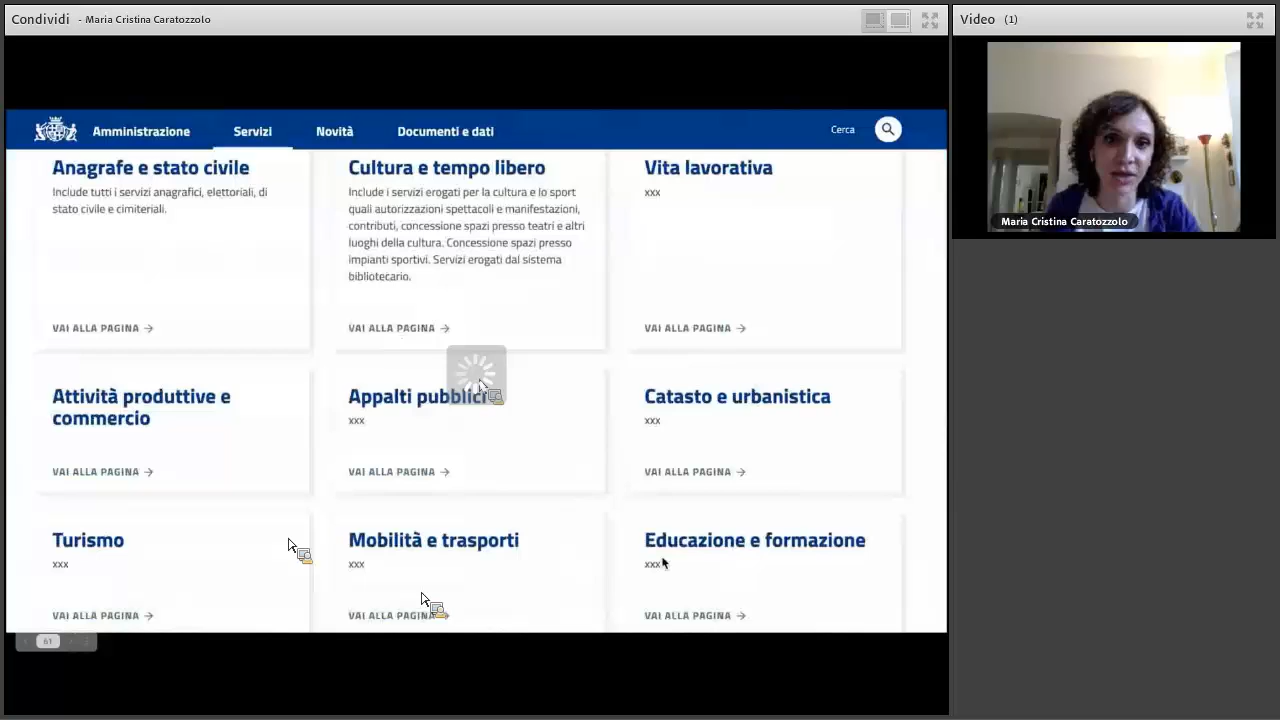 Condividi - Maria Cristina Caratozzolo
Video (1)
Maria Cristina Caratozzolo
Amministrazione
Servizi
Novità
Documenti e dati
Cerca
Anagrafe e stato civile
Include tutti i servizi anagrafici, elettorali, di
stato civile e cimiteriali.
VAI ALLA PAGINA →
Cultura e tempo libero
Include i servizi erogati per la cultura e lo sport
quali autorizzazioni spettacoli e manifestazioni,
contributi, concessione spazi presso teatri e altri
luoghi della cultura. Concessione spazi presso
impianti sportivi. Servizi erogati dal sistema
bibliotecario.
VAI ALLA PAGINA →
Vita lavorativa
xxx
VAI ALLA PAGINA →
Attività produttive e
commercio
VAI ALLA PAGINA →
Appalti pubblici
xxx
VAI ALLA PAGINA →
Catasto e urbanistica
xxx
VAI ALLA PAGINA →
Turismo
xxx
VAI ALLA PAGINA →
Mobilità e trasporti
xxx
VAI ALLA PAGINA →
Educazione e formazione
xxx
VAI ALLA PAGINA →
61